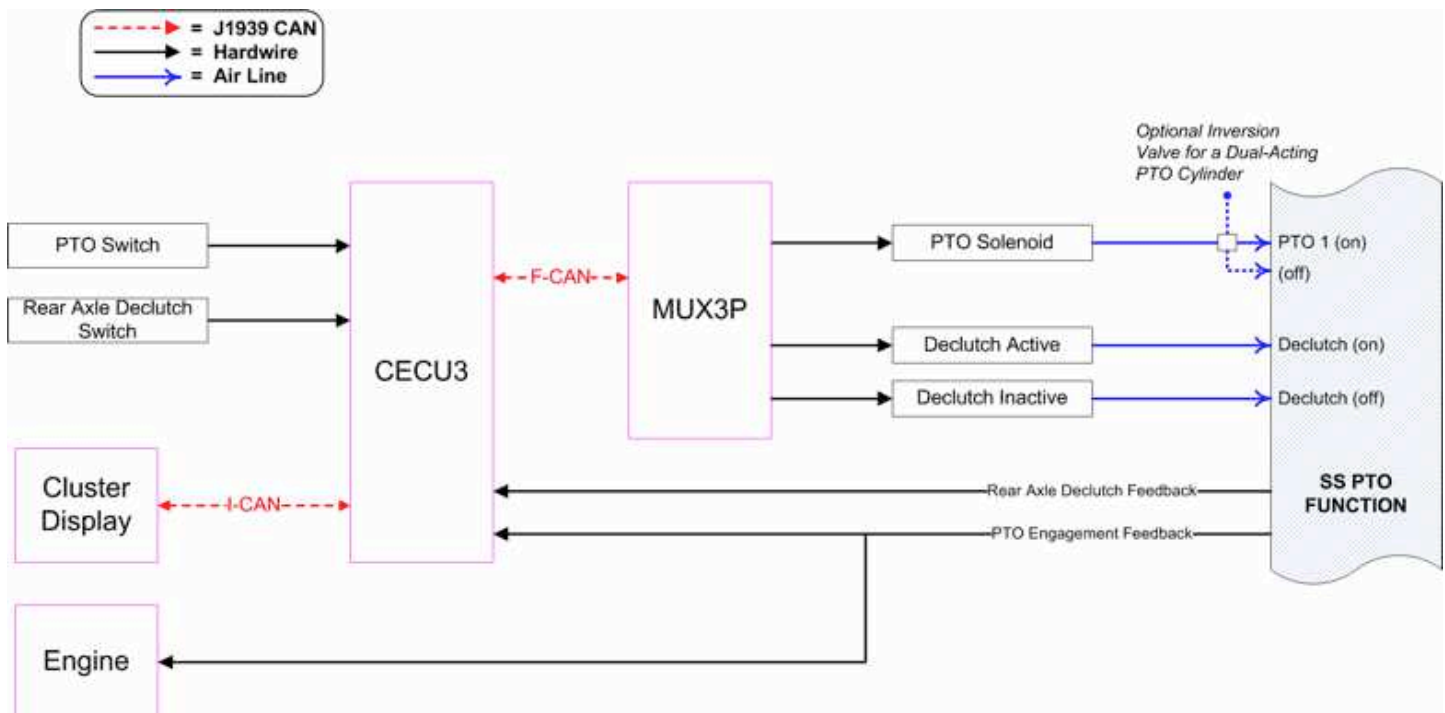 = J1939 CAN
= Hardwire
= Air Line
Optional Inversion
Valve for a Dual-Acting
PTO Cylinder
PTO Switch
PTO Solenoid
PTO 1 (on)
(off)
F-CAN
Rear Axle Declutch
Switch
MUX3P
CECU3
Declutch Active
Declutch (on)
Declutch Inactive
Declutch (off)
Cluster
Display
I-CAN
Rear Axle Declutch Feedback
SS PTO
FUNCTION
PTO Engagement Feedback
Engine